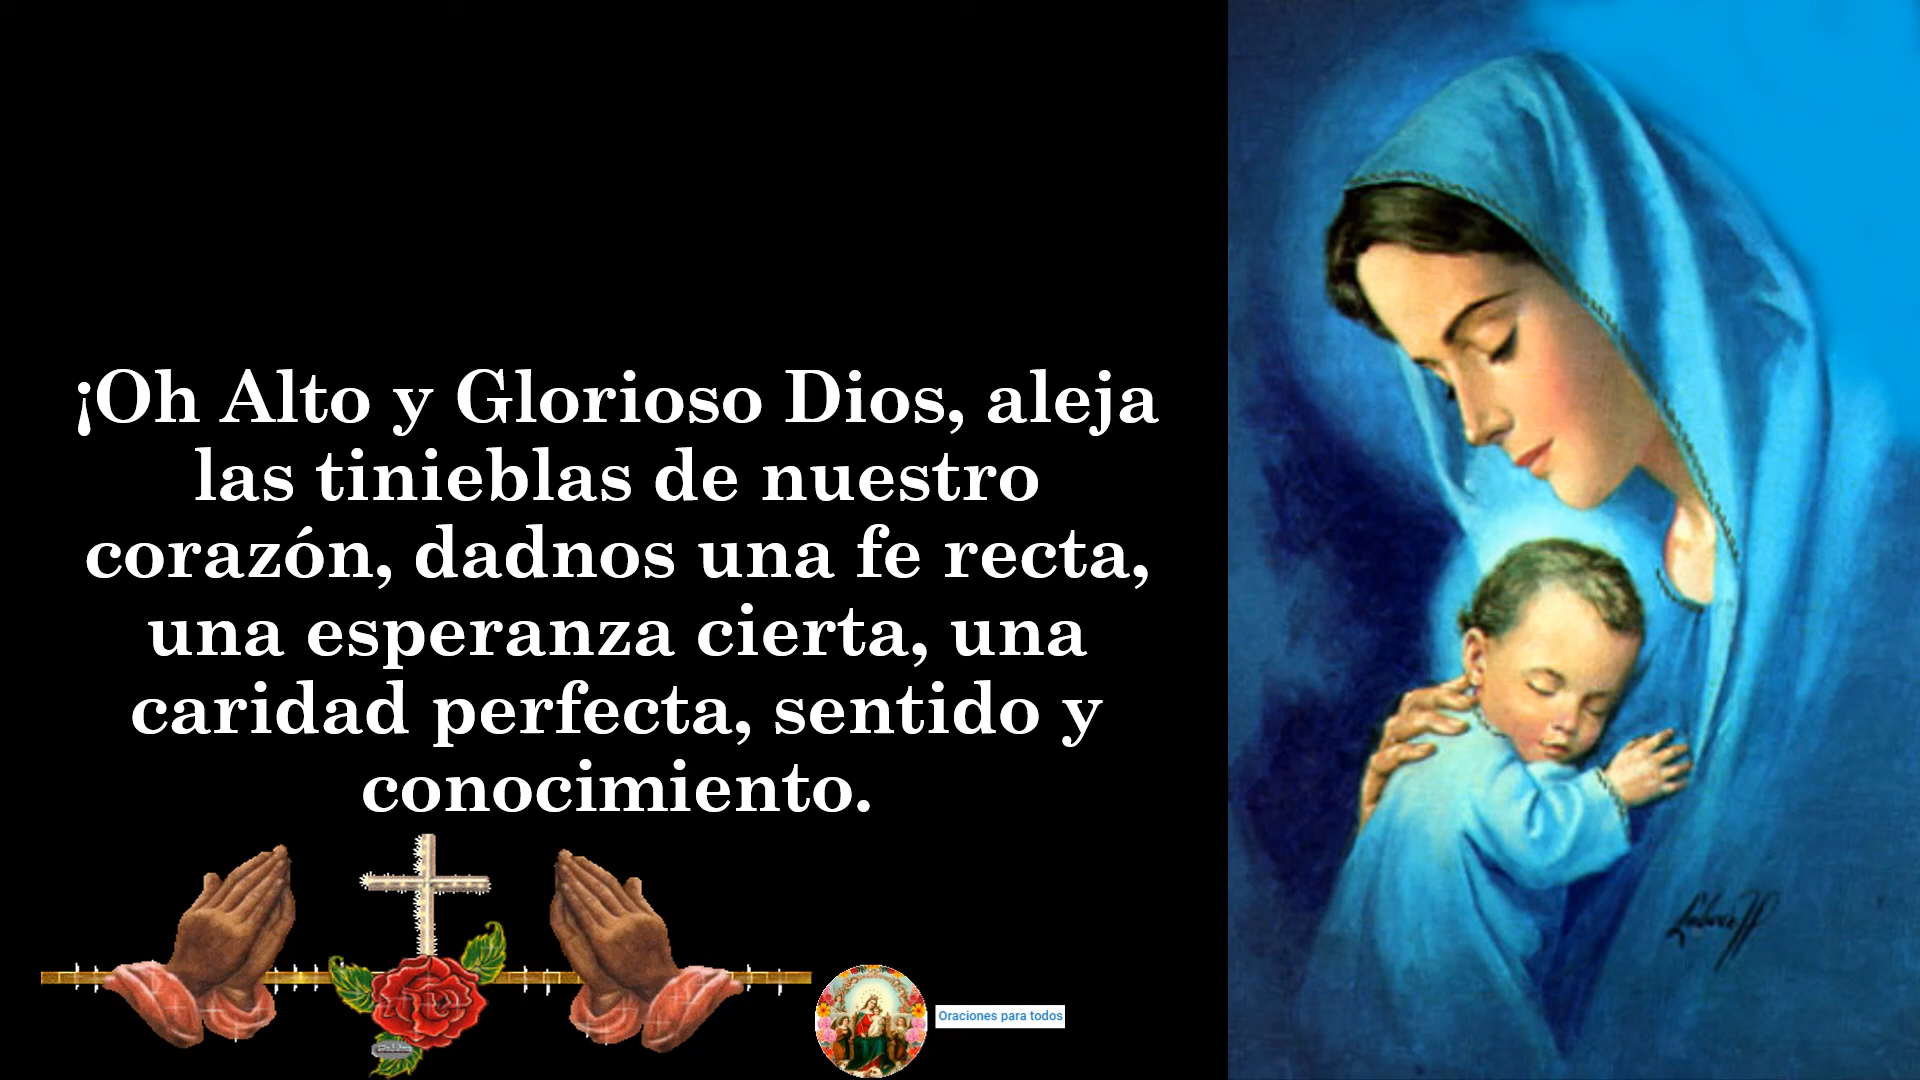 ¡Oh Alto y Glorioso Dios, aleja
las tinieblas de nuestro
corazón, dadnos una fe recta,
una esperanza cierta, una
caridad perfecta, sentido y
conocimiento.
Oraciones para todos